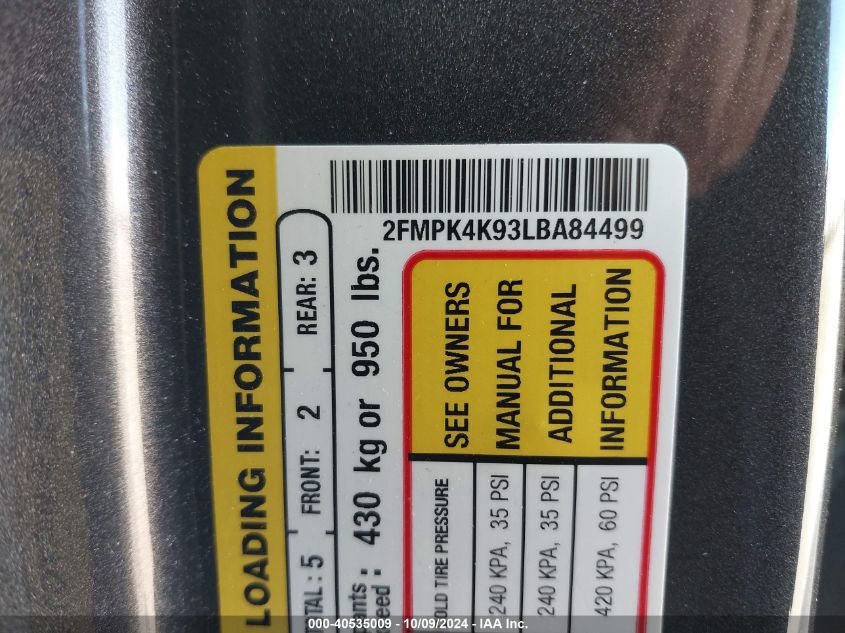 LOADING INFORMATION
TOTAL: 5 FRONT: 2 REAR: 3
430 kg or 950 lbs.
2FMPK4K93LBA84499
TIRE PRESSURE
240 KPA, 35 PSI
240 KPA, 35 PSI
420 KPA, 60 PSI
SEE OWNERS
MANUAL FOR
ADDITIONAL
INFORMATION
000-40535009 - 10/09/2024 - IAA Inc.